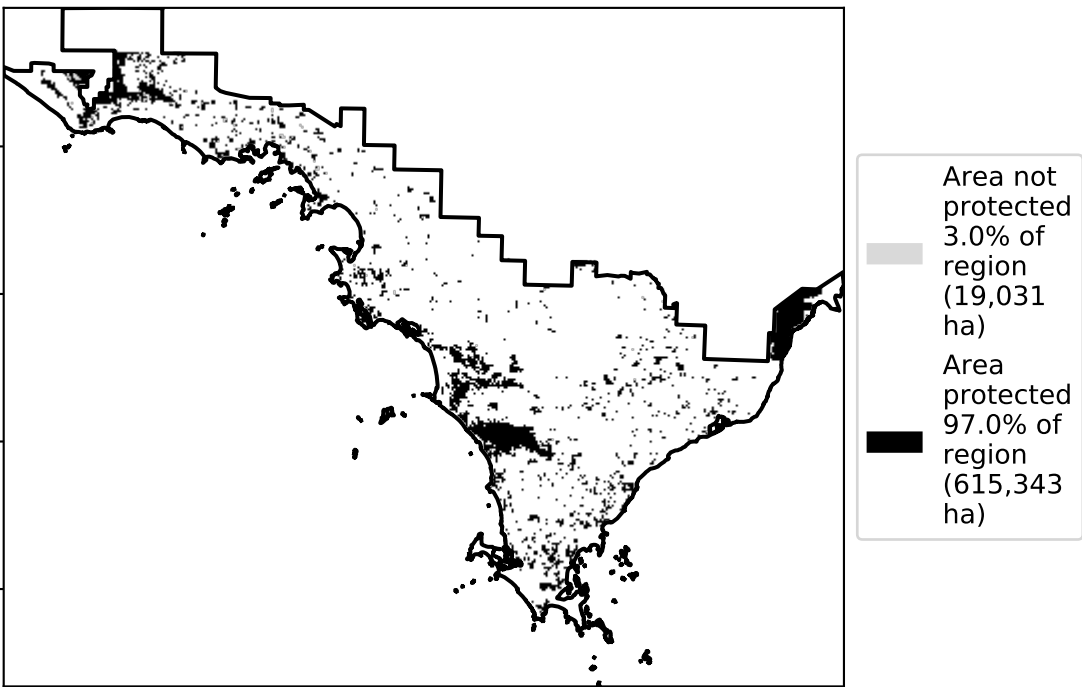 Area not
protected
3.0% of
region
(19,031
ha)
Area
protected
97.0% of
region
(615,343
ha)